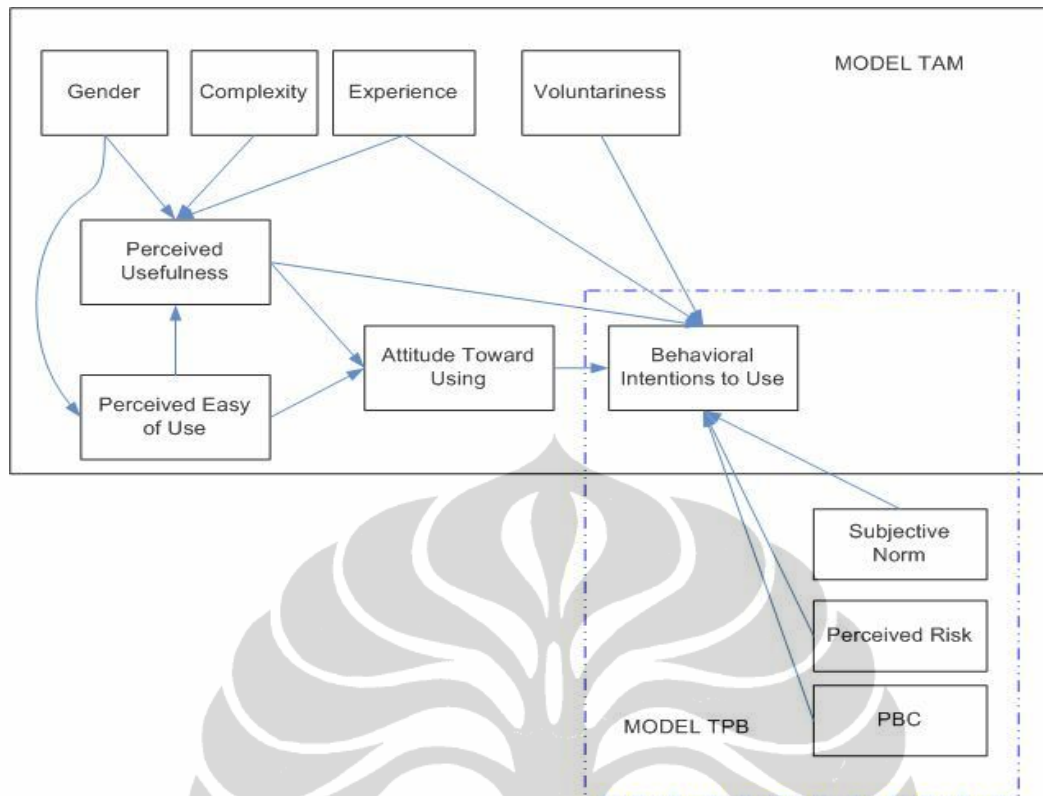 MODEL TAM
Gender
Complexity
Experience
Voluntariness
Perceived
Usefulness
Attitude Toward
Using
Behavioral
Intentions to Use
Perceived Easy
of Use
Subjective
Norm
Perceived Risk
PBC
MODEL TPB